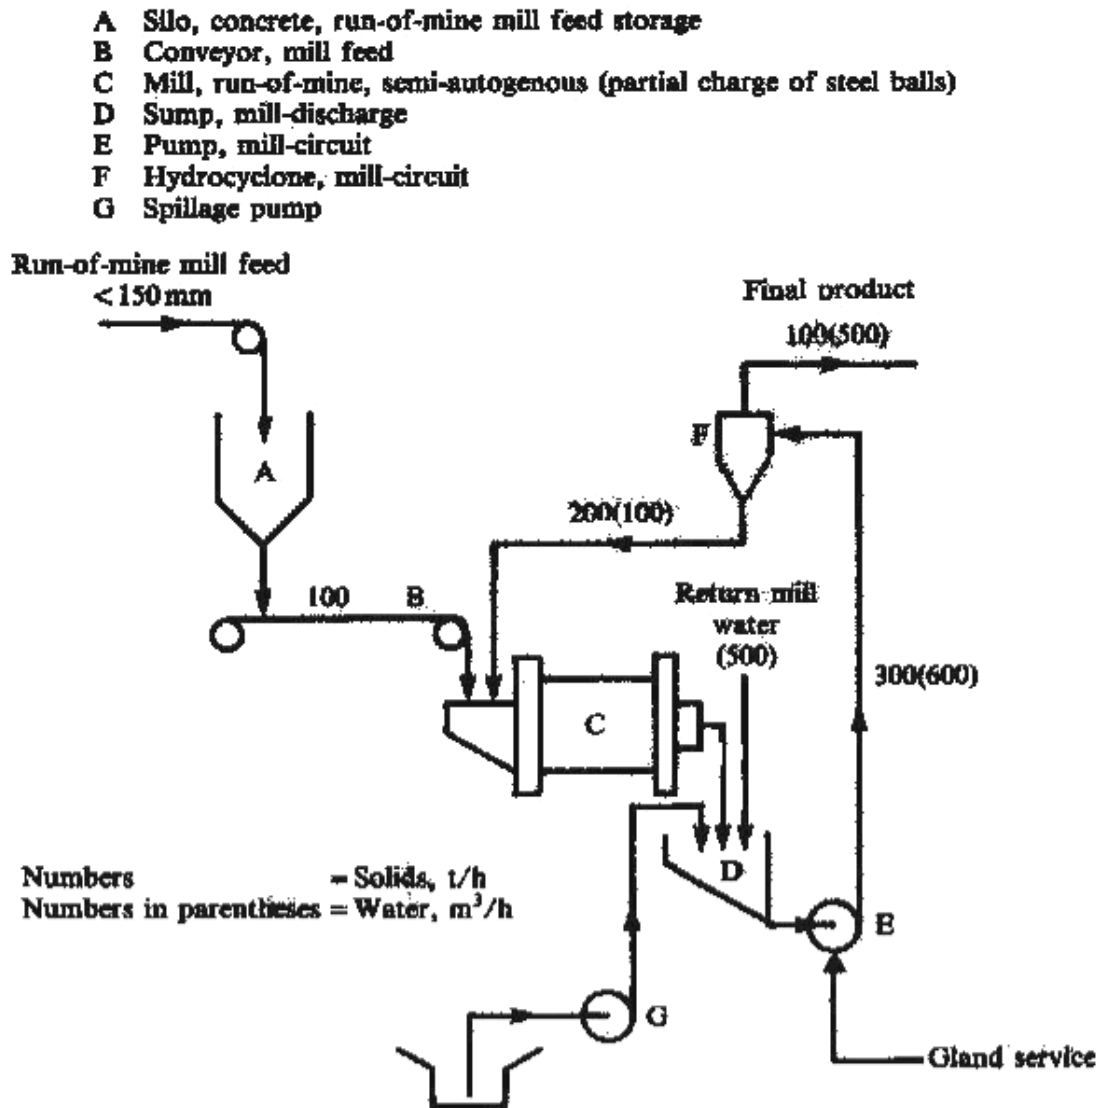 A Silo, concrete, run-of-mine mill feed storage
B Conveyor, mill feed
C Mill, run-of-mine, semi-autogenous (partial charge of steel balls)
D Sump, mill-discharge
E Pump, mill-circuit
F Hydrocyclone, mill-circuit
G Spillage pump
Run-of-mine mill feed
<150 mm
Final product
100(500)
F
A
200(100)
100 B
Return mill
water
(500)
300(600)
C
D
Numbers = Solids, t/h
Numbers in parentheses = Water, m³/h
E
G
Gland service